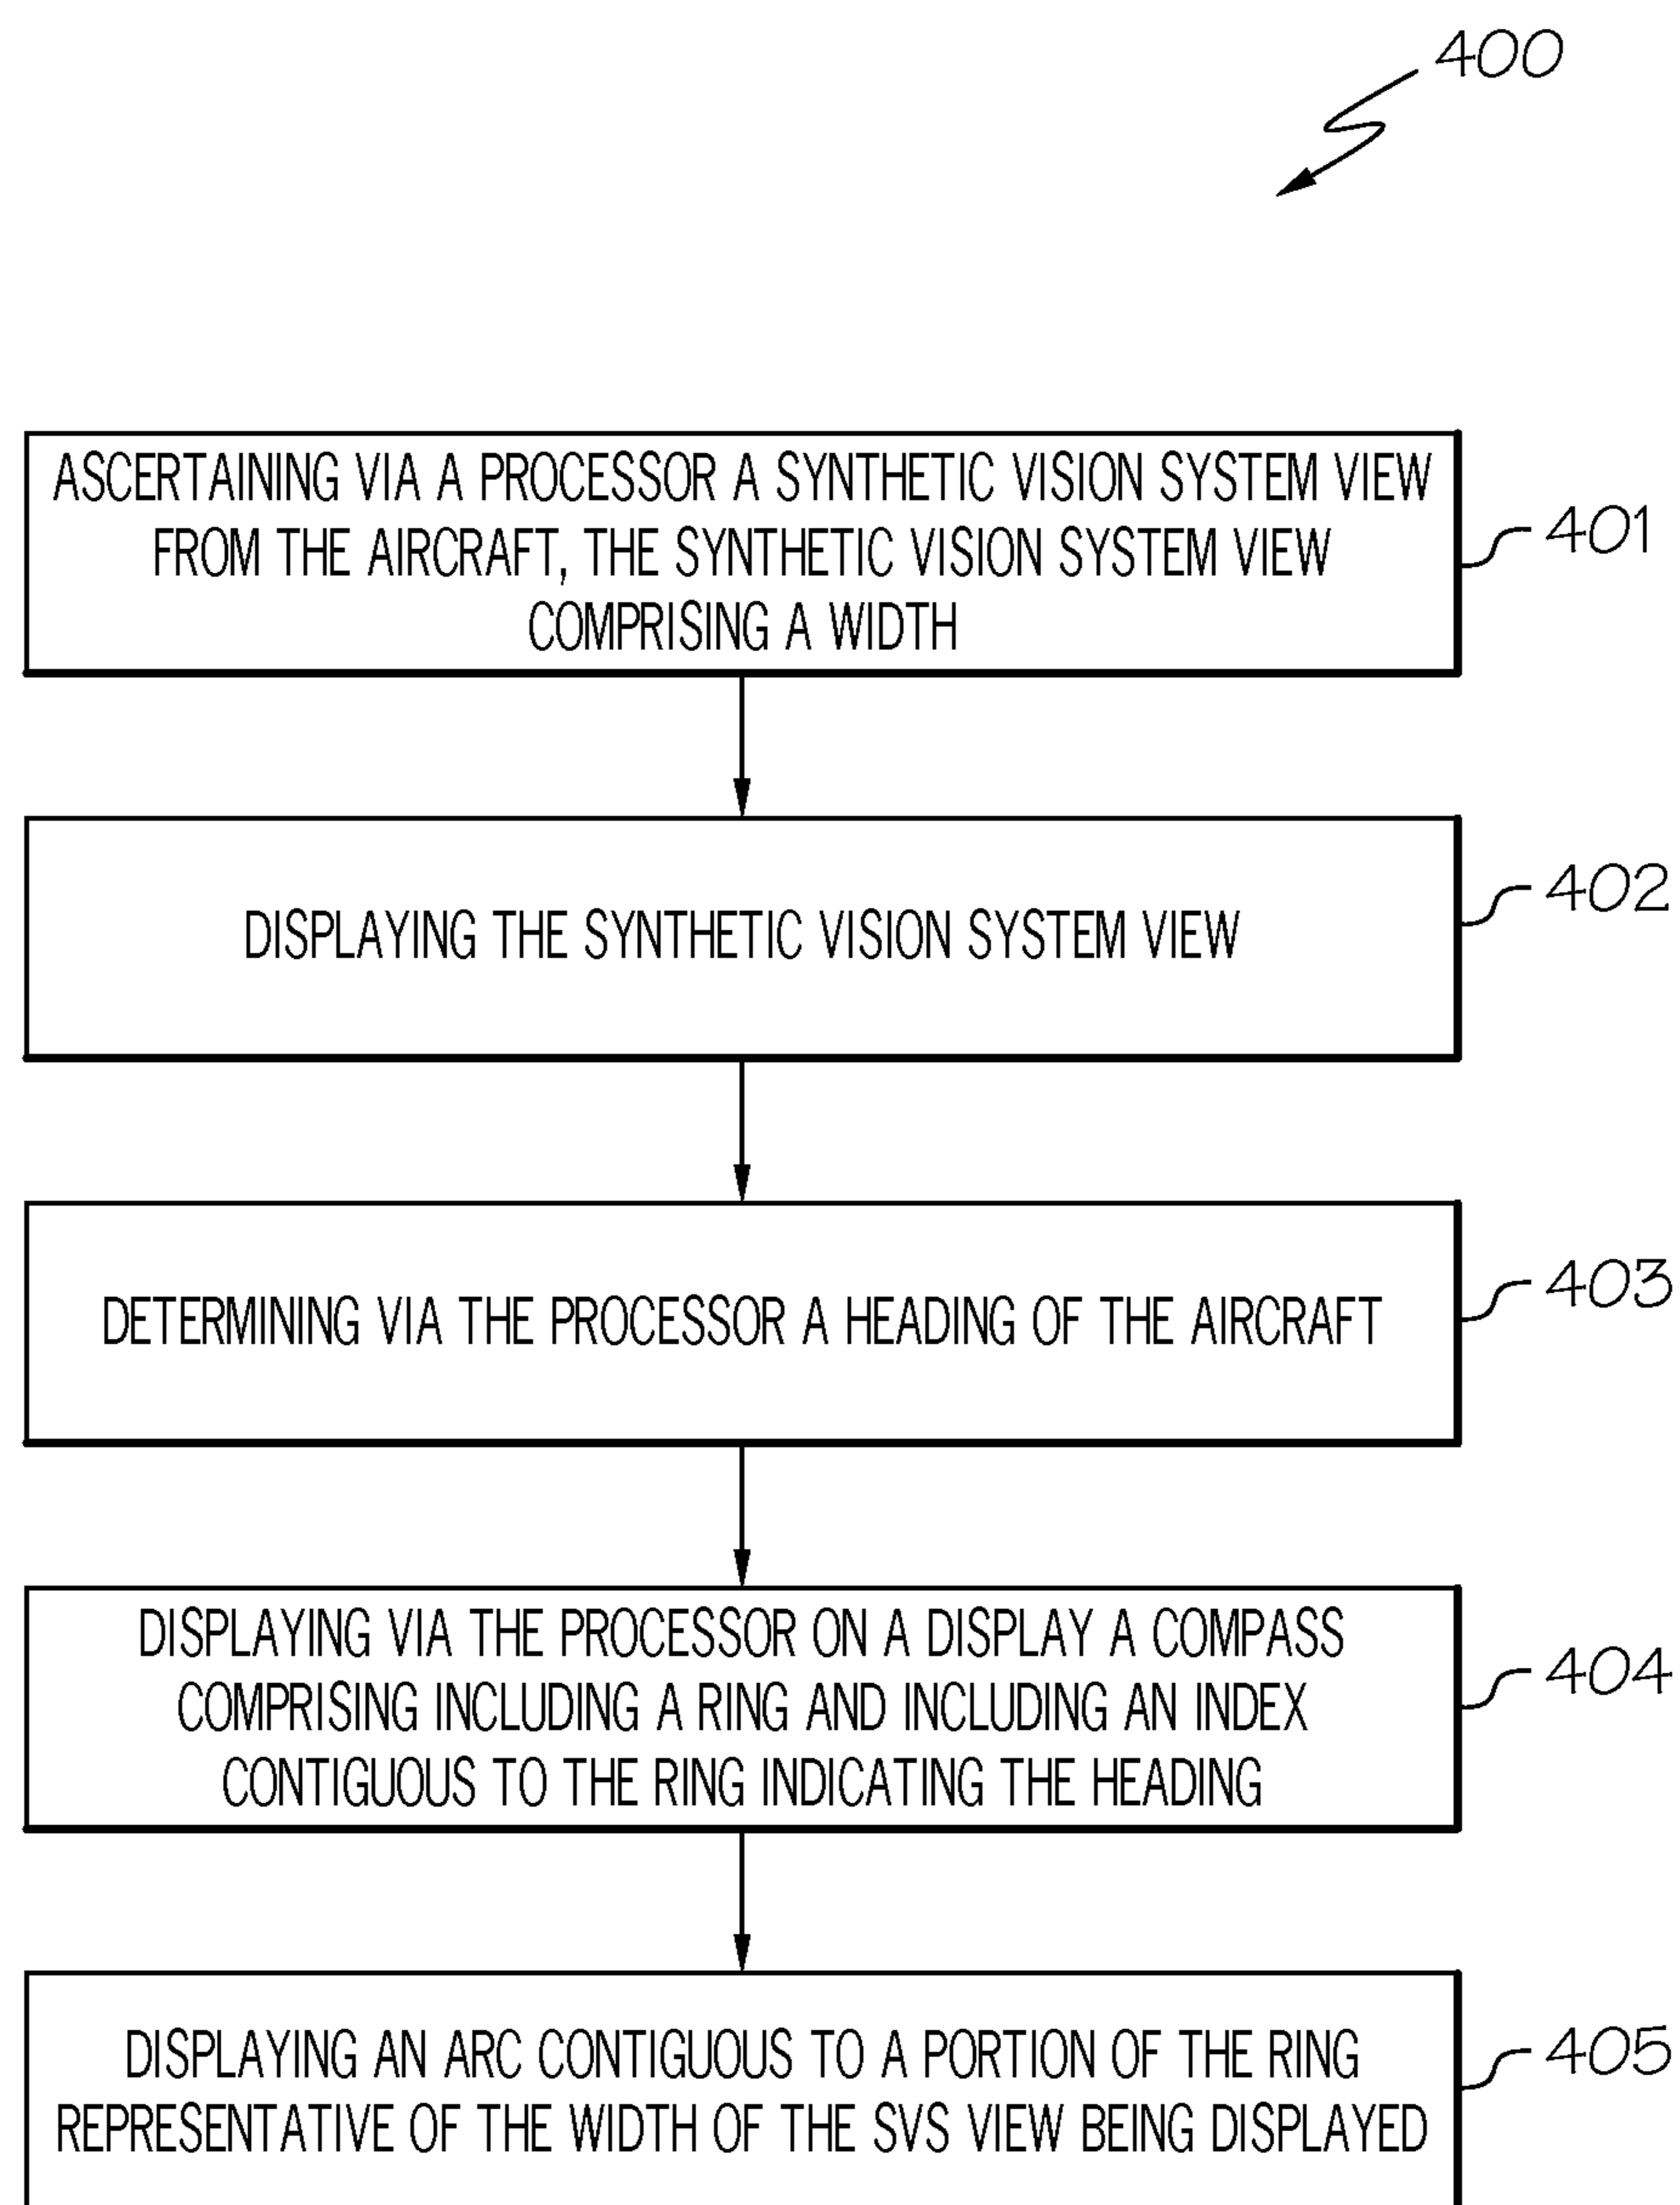 400
ASCERTAINING VIA A PROCESSOR A SYNTHETIC VISION SYSTEM VIEW
FROM THE AIRCRAFT, THE SYNTHETIC VISION SYSTEM VIEW
COMPRISING A WIDTH
401
DISPLAYING THE SYNTHETIC VISION SYSTEM VIEW
402
DETERMINING VIA THE PROCESSOR A HEADING OF THE AIRCRAFT
403
DISPLAYING VIA THE PROCESSOR ON A DISPLAY A COMPASS
COMPRISING INCLUDING A RING AND INCLUDING AN INDEX
CONTIGUOUS TO THE RING INDICATING THE HEADING
404
DISPLAYING AN ARC CONTIGUOUS TO A PORTION OF THE RING
REPRESENTATIVE OF THE WIDTH OF THE SVS VIEW BEING DISPLAYED
405